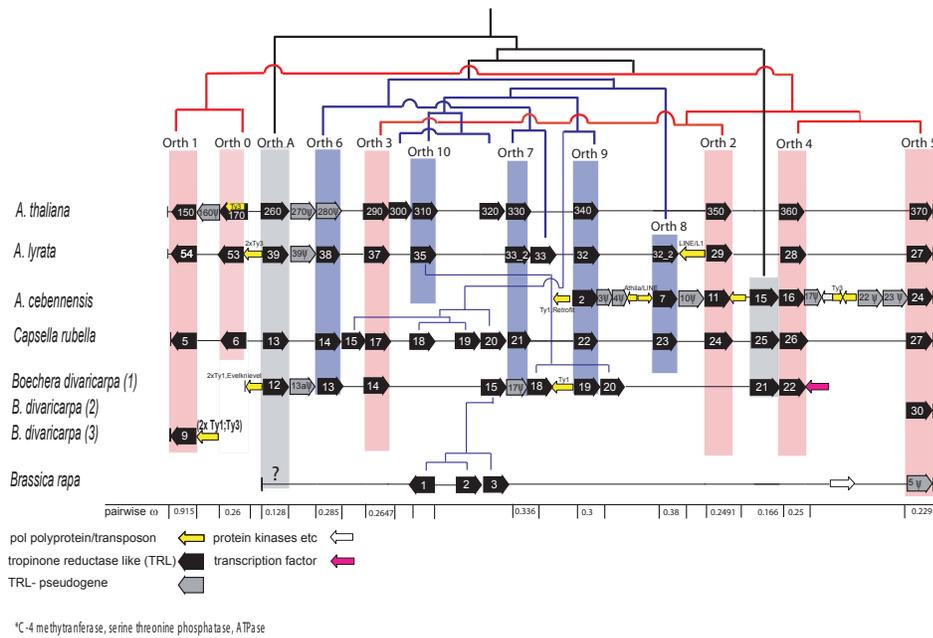 Orth 1 Orth 0 Orth A Orth 6 Orth 3 Orth 10 Orth 7 Orth 9 Orth 2 Orth 4 Orth 5
A. thaliana 150 160Ψ 170 260 270Ψ 280Ψ 290 300 310 320 330 340 350 360 370
Orth 8
A. lyrata 54 53 2xTy3 39 39Ψ 38 37 35 33_2 33 32 32_2 LINE/L1 29 28 27
A. cebennensis Ty1,Retrofit 2 3Ψ 4Ψ Athila/LINE 7 10Ψ 11 15 16 17Ψ Ty3 22 Ψ 23 Ψ 24
Capsella rubella 5 6 13 14 15 17 18 19 20 21 22 23 24 25 26 27
Boechera divaricarpa (1) 2xTy1,Evelknievel 12 13aΨ 13 14 15 17Ψ 18 Ty1 19 20 21 22
B. divaricarpa (2) 30
B. divaricarpa (3) 9 (2x Ty1;Ty3)
Brassica rapa ? 1 2 3 5 Ψ
pairwise ω 0.915 0.26 0.128 0.285 0.2647 0.336 0.3 0.38 0.2491 0.166 0.25 0.229
pol polyprotein/transposon protein kinases etc
tropinone reductase like (TRL) transcription factor
TRL- pseudogene
*C-4 methytranferase, serine threonine phosphatase, ATPase